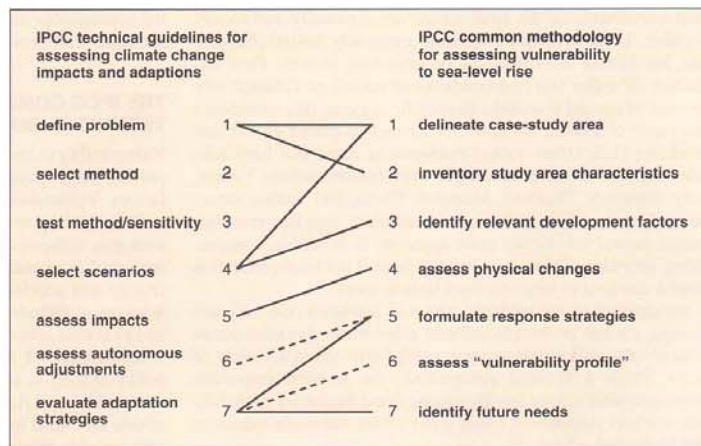 IPCC technical guidelines for
assessing climate change
impacts and adaptions
IPCC common methodology
for assessing vulnerability
to sea-level rise
define problem 1 1 delineate case-study area
select method 2 2 inventory study area characteristics
test method/sensitivity 3 3 identify relevant development factors
select scenarios 4 4 assess physical changes
assess impacts 5 5 formulate response strategies
assess autonomous
adjustments 6 6 assess “vulnerability profile”
evaluate adaptation
strategies 7 7 identify future needs